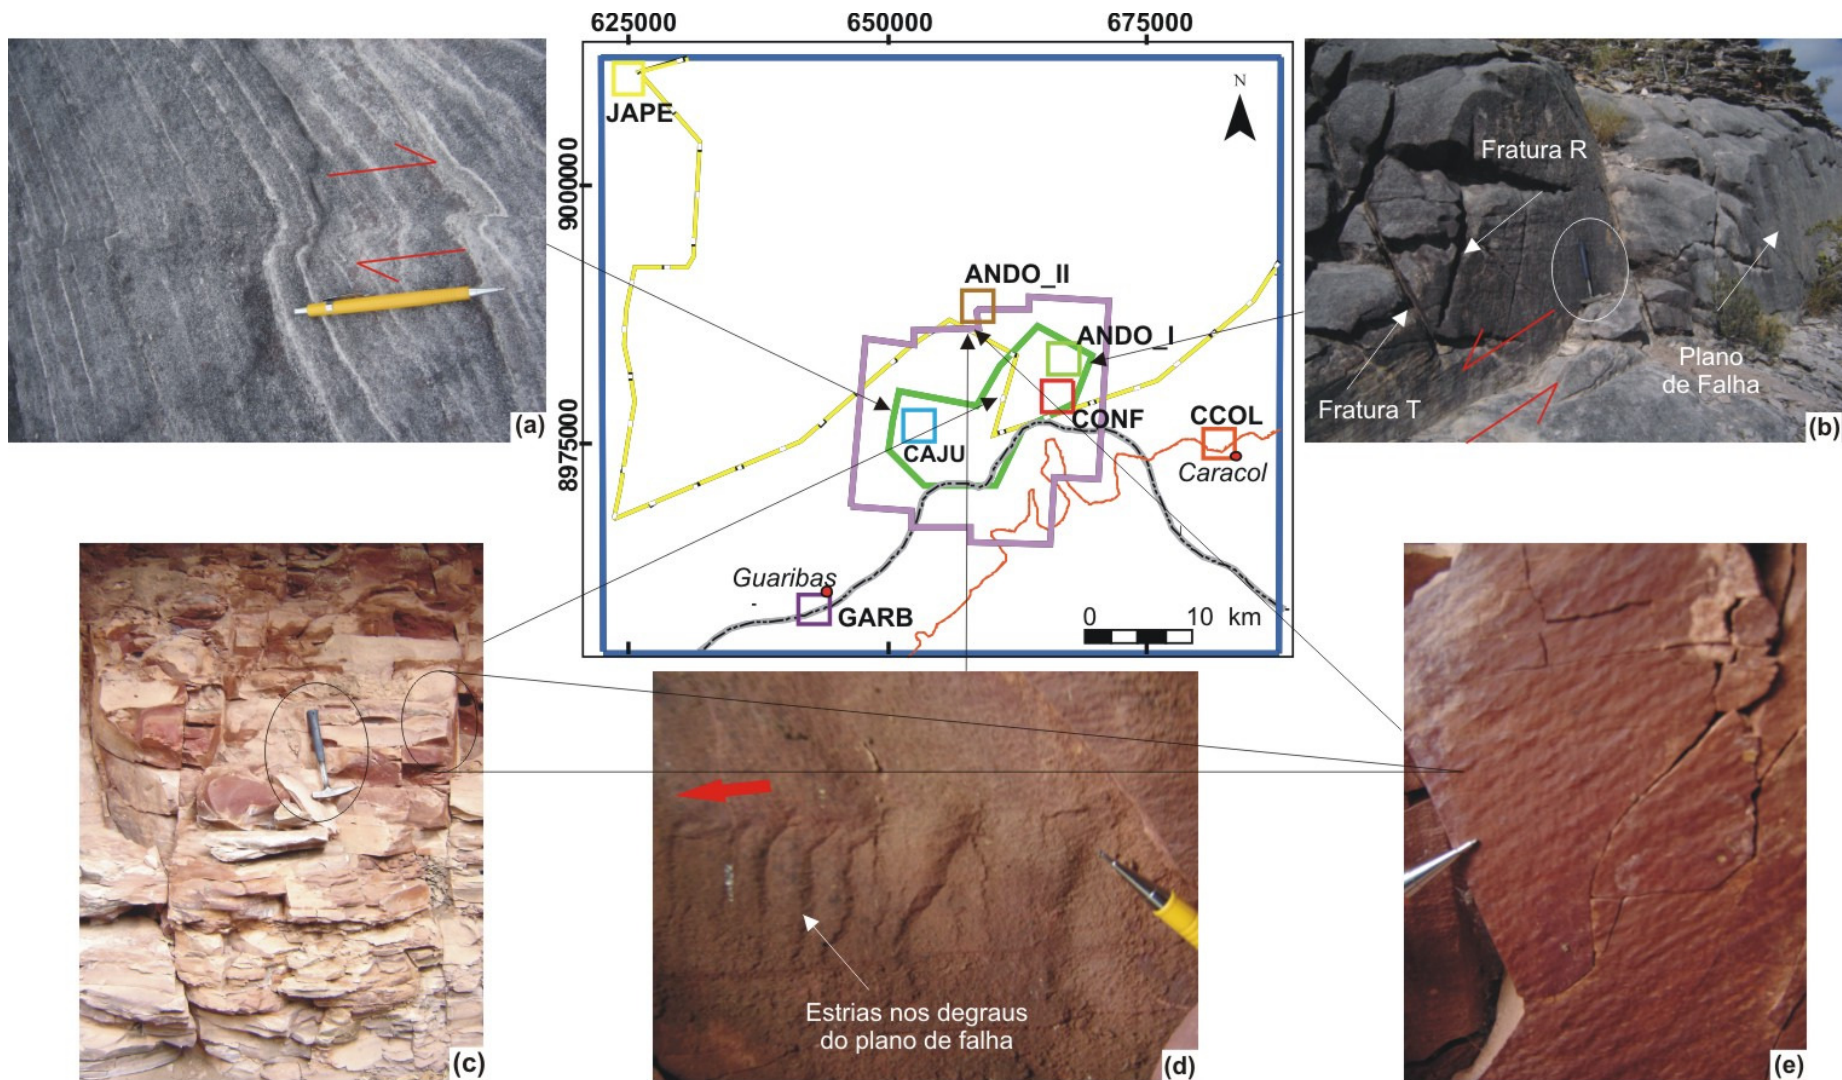 625000
650000
675000
N
JAPE
9000000
ANDO_II
ANDO_I
CONF
CCOL
Caracol
CAJU
8975000
Guaribas
GARB
0 10 km
(a)
Fratura R
Fratura T
Plano
de Falha
(b)
(c)
Estrias nos degraus
do plano de falha
(d)
(e)